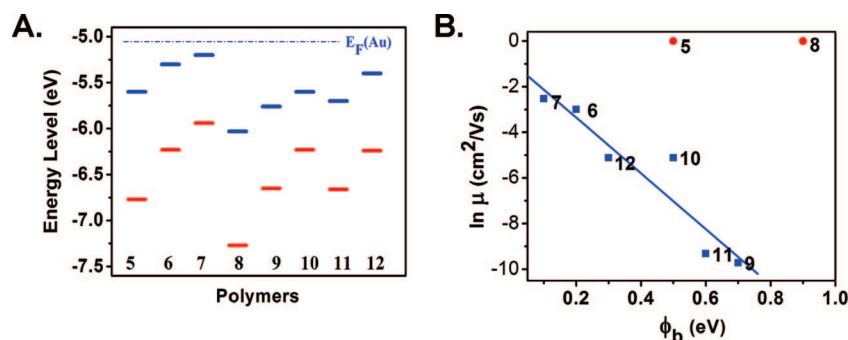 A.
Energy Level (eV)
-5.0
-5.5
-6.0
-6.5
-7.0
-7.5
E_F(Au)
5 6 7 8 9 10 11 12
Polymers
B.
ln μ (cm²/Vs)
0
-2
-4
-6
-8
-10
5
8
7
6
12
10
11
9
0.2 0.4 0.6 0.8 1.0
ϕ_b (eV)